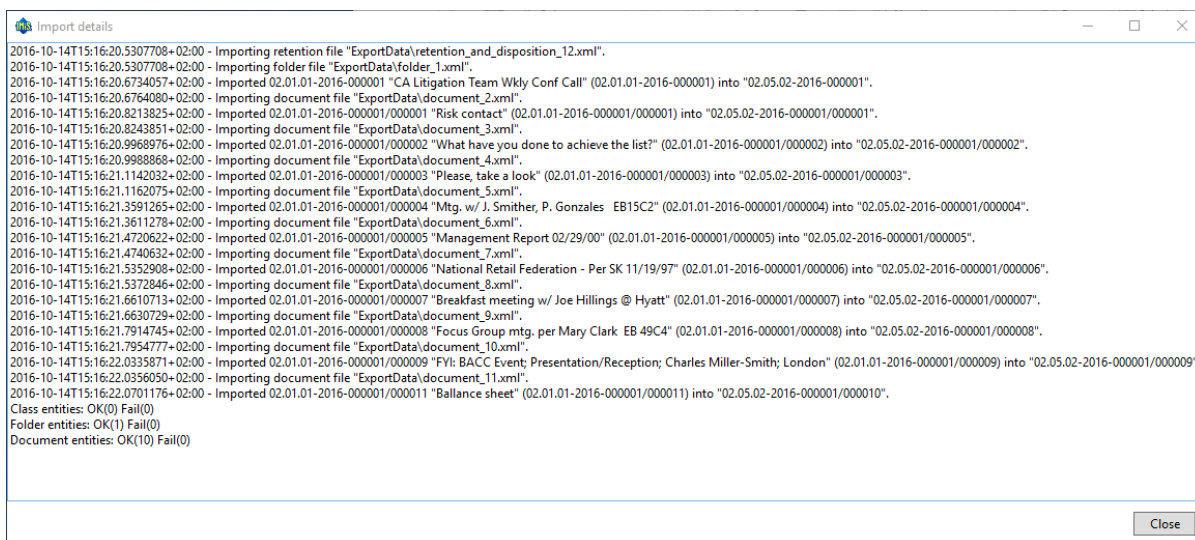 Import details
2016-10-14T15:16:20.5307708+02:00 - Importing retention file "ExportData\retention_and_disposition_12.xml".
2016-10-14T15:16:20.5307708+02:00 - Importing folder file "ExportData\folder_1.xml".
2016-10-14T15:16:20.6734057+02:00 - Imported 02.01.01-2016-000001 "CA Litigation Team Wkly Conf Call" (02.01.01-2016-000001) into "02.05.02-2016-000001".
2016-10-14T15:16:20.6764080+02:00 - Importing document file "ExportData\document_2.xml".
2016-10-14T15:16:20.8213825+02:00 - Imported 02.01.01-2016-000001/000001 "Risk contact" (02.01.01-2016-000001/000001) into "02.05.02-2016-000001/000001".
2016-10-14T15:16:20.8243851+02:00 - Importing document file "ExportData\document_3.xml".
2016-10-14T15:16:20.9968976+02:00 - Imported 02.01.01-2016-000001/000002 "What have you done to achieve the list?" (02.01.01-2016-000001/000002) into "02.05.02-2016-000001/000002".
2016-10-14T15:16:20.9988868+02:00 - Importing document file "ExportData\document_4.xml".
2016-10-14T15:16:21.1142032+02:00 - Imported 02.01.01-2016-000001/000003 "Please, take a look" (02.01.01-2016-000001/000003) into "02.05.02-2016-000001/000003".
2016-10-14T15:16:21.1162075+02:00 - Importing document file "ExportData\document_5.xml".
2016-10-14T15:16:21.3591265+02:00 - Imported 02.01.01-2016-000001/000004 "Mtg. w/ J. Smither, P. Gonzales   EB15C2" (02.01.01-2016-000001/000004) into "02.05.02-2016-000001/000004".
2016-10-14T15:16:21.3611278+02:00 - Importing document file "ExportData\document_6.xml".
2016-10-14T15:16:21.4720622+02:00 - Imported 02.01.01-2016-000001/000005 "Management Report 02/29/00" (02.01.01-2016-000001/000005) into "02.05.02-2016-000001/000005".
2016-10-14T15:16:21.4740632+02:00 - Importing document file "ExportData\document_7.xml".
2016-10-14T15:16:21.5352908+02:00 - Imported 02.01.01-2016-000001/000006 "National Retail Federation - Per SK 11/19/97" (02.01.01-2016-000001/000006) into "02.05.02-2016-000001/000006".
2016-10-14T15:16:21.5372846+02:00 - Importing document file "ExportData\document_8.xml".
2016-10-14T15:16:21.6610713+02:00 - Imported 02.01.01-2016-000001/000007 "Breakfast meeting w/ Joe Hillings @ Hyatt" (02.01.01-2016-000001/000007) into "02.05.02-2016-000001/000007".
2016-10-14T15:16:21.6630729+02:00 - Importing document file "ExportData\document_9.xml".
2016-10-14T15:16:21.7914745+02:00 - Imported 02.01.01-2016-000001/000008 "Focus Group mtg. per Mary Clark  EB 49C4" (02.01.01-2016-000001/000008) into "02.05.02-2016-000001/000008".
2016-10-14T15:16:21.7954777+02:00 - Importing document file "ExportData\document_10.xml".
2016-10-14T15:16:22.0335871+02:00 - Imported 02.01.01-2016-000001/000009 "FYI: BACC Event; Presentation/Reception; Charles Miller-Smith; London" (02.01.01-2016-000001/000009) into "02.05.02-2016-000001/000009"
2016-10-14T15:16:22.0356050+02:00 - Importing document file "ExportData\document_11.xml".
2016-10-14T15:16:22.0701176+02:00 - Imported 02.01.01-2016-000001/000011 "Ballance sheet" (02.01.01-2016-000001/000011) into "02.05.02-2016-000001/000010".
Class entities: OK(0) Fail(0)
Folder entities: OK(1) Fail(0)
Document entities: OK(10) Fail(0)
Close